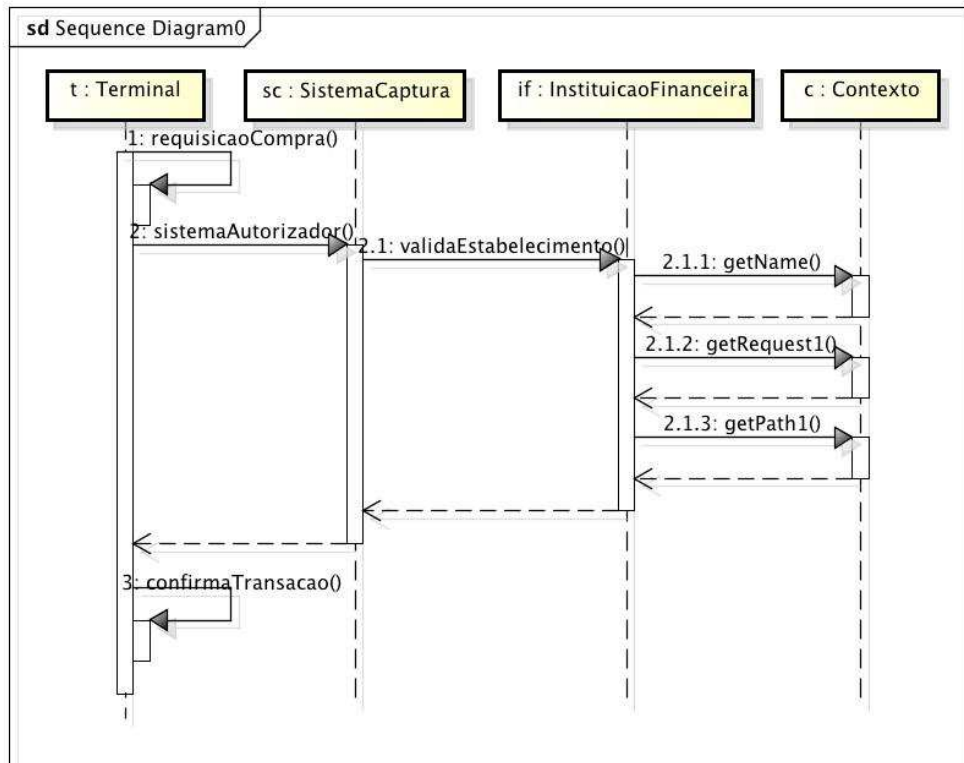 sd Sequence Diagram0
t : Terminal
sc : SistemaCaptura
if : InstituicaoFinanceira
c : Contexto
1: requisicaoCompra()
2: sistemaAutorizador()
2.1: validaEstabelecimento()
2.1.1: getName()
2.1.2: getRequest1()
2.1.3: getPath1()
3: confirmaTransacao()